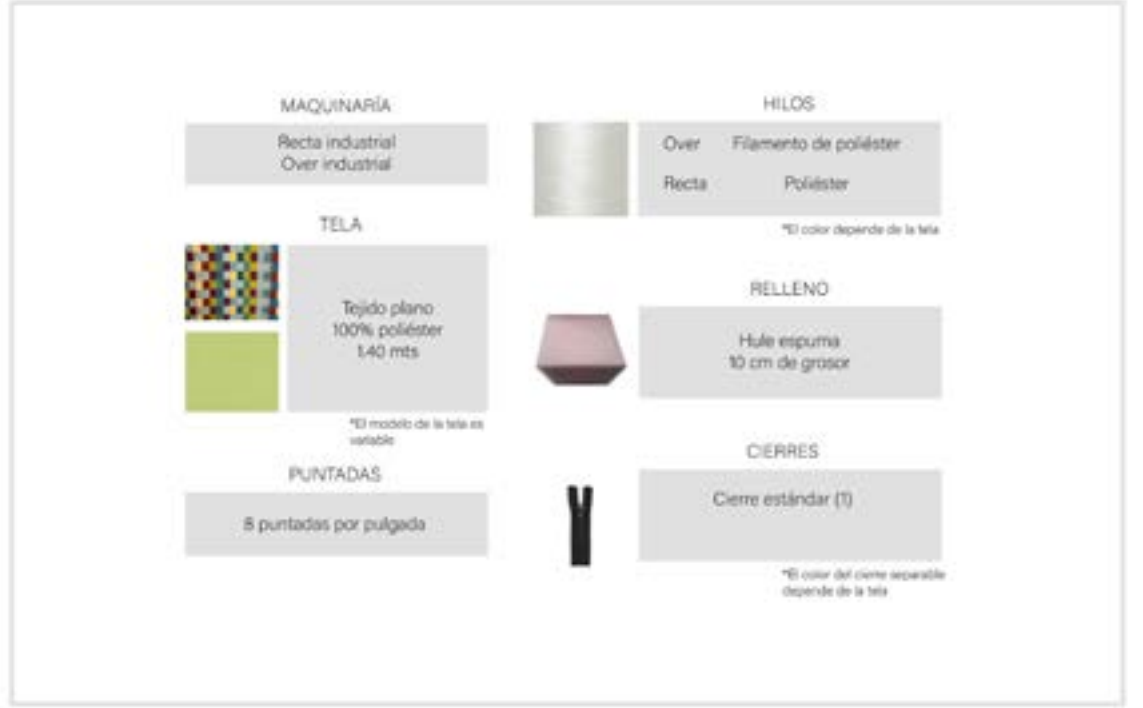 MAQUINARÍA
Recta industrial
Over industrial
TELA
Tejido plano
100% poliéster
1.40 mts
*El modelo de la tela es
variable
PUNTADAS
8 puntadas por pulgada
HILOS
Over Filamento de poliéster
Recta Poliéster
*El color depende de la tela
RELLENO
Hule espuma
10 cm de grosor
CIERRES
Cierre estándar (1)
*El color del cierre separable
depende de la tela